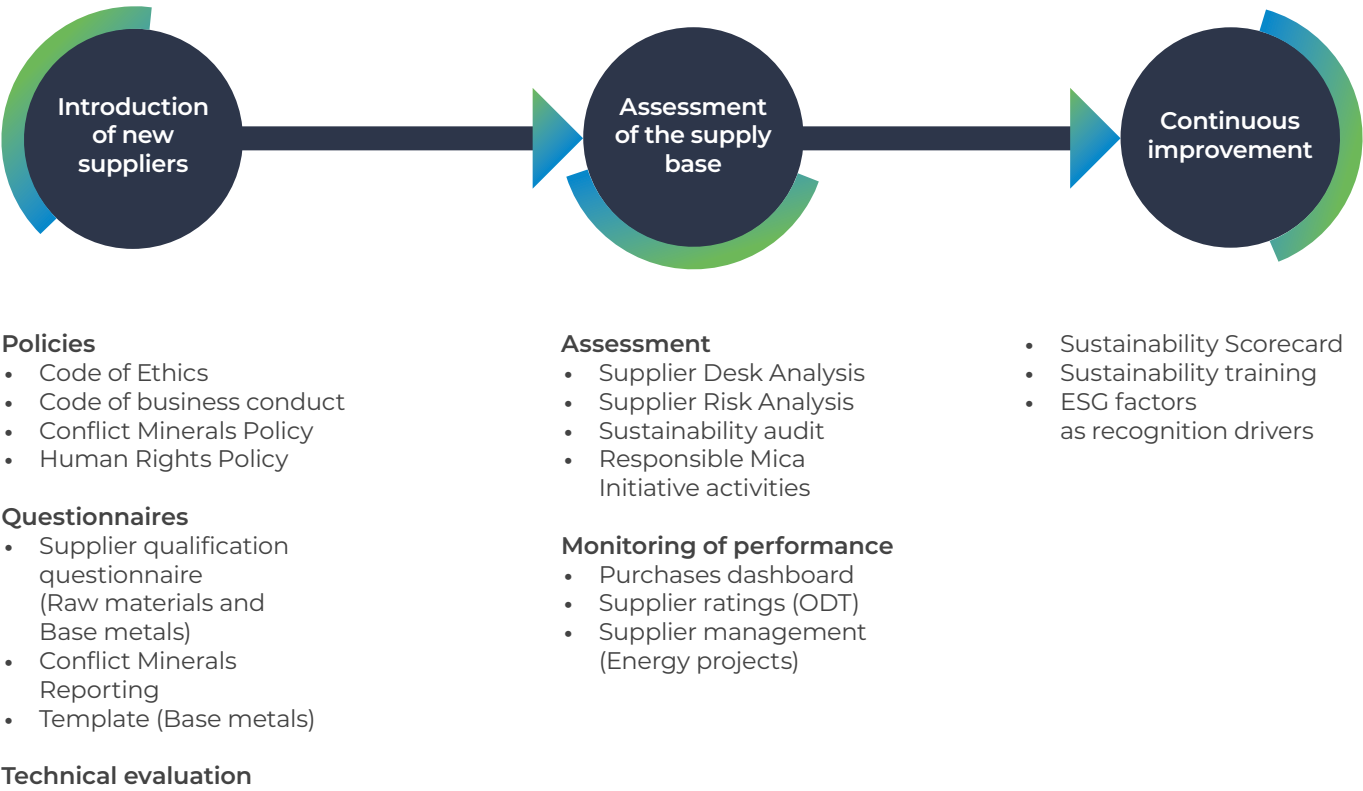 Introduction
of new
suppliers
Assessment
of the supply
base
Continuous
improvement
Policies
• Code of Ethics
• Code of business conduct
• Conflict Minerals Policy
• Human Rights Policy
Questionnaires
• Supplier qualification
questionnaire
(Raw materials and
Base metals)
• Conflict Minerals
Reporting
• Template (Base metals)
Technical evaluation
Assessment
• Supplier Desk Analysis
• Supplier Risk Analysis
• Sustainability audit
• Responsible Mica
Initiative activities
Monitoring of performance
• Purchases dashboard
• Supplier ratings (ODT)
• Supplier management
(Energy projects)
• Sustainability Scorecard
• Sustainability training
• ESG factors
as recognition drivers